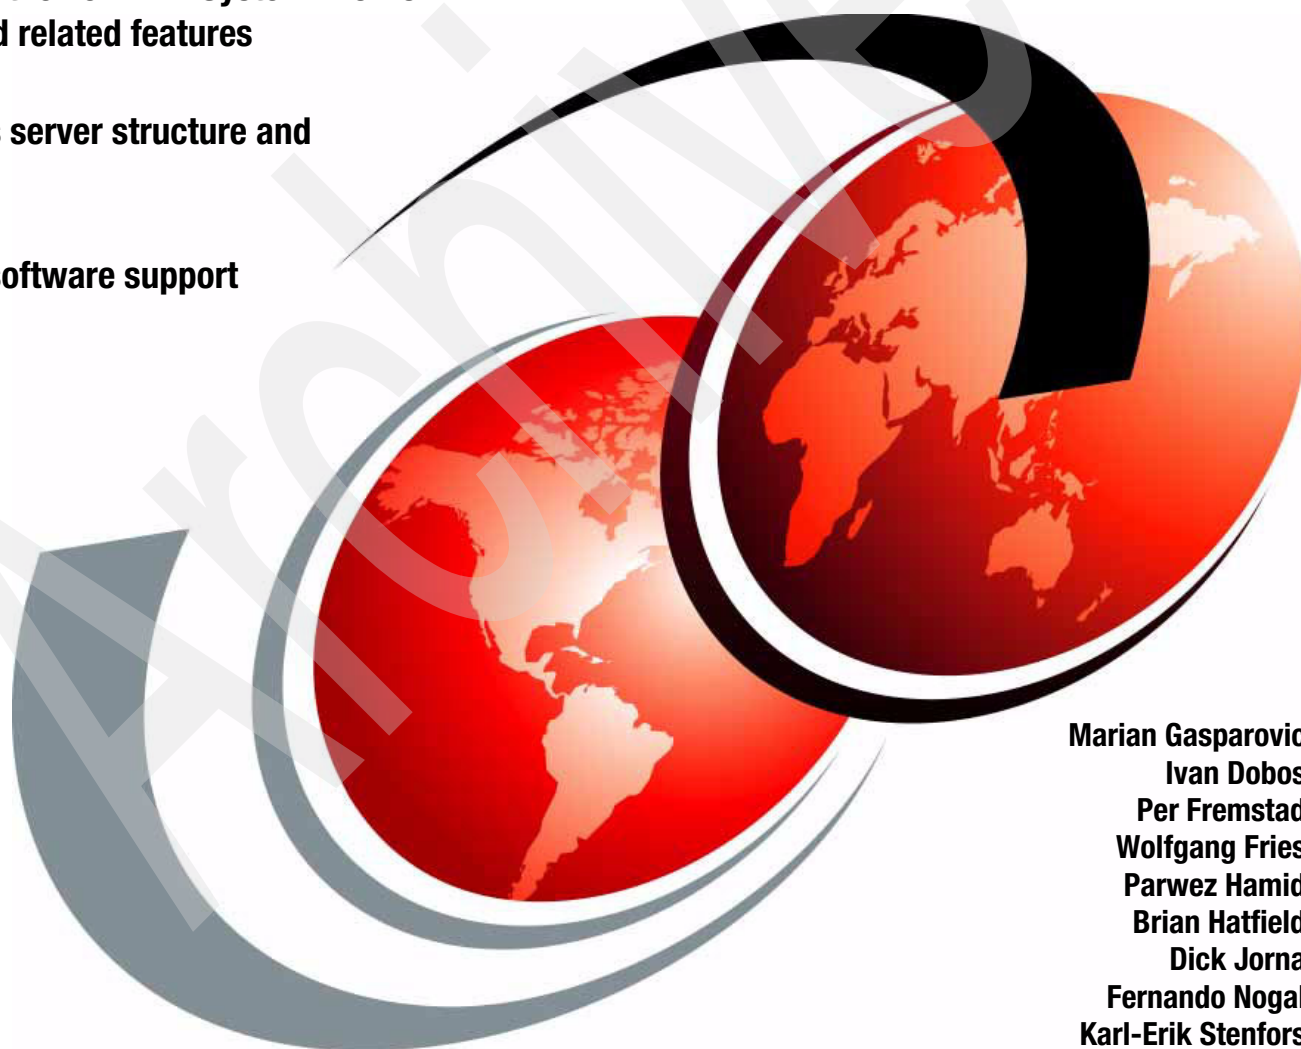 d related features
s server structure and
software support
Marian Gasparovic
Ivan Dobos
Per Fremstad
Wolfgang Fries
Parwez Hamid
Brian Hatfield
Dick Jorna
Fernando Nogal
Karl-Erik Stenfors